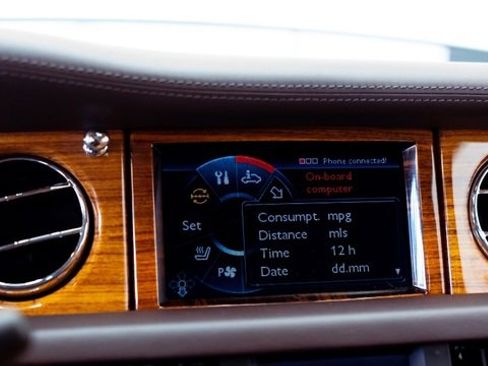 Phone connected!
On-board
computer
Set
Consumpt. mpg
Distance mls
Time 12 h
Date dd.mm
P